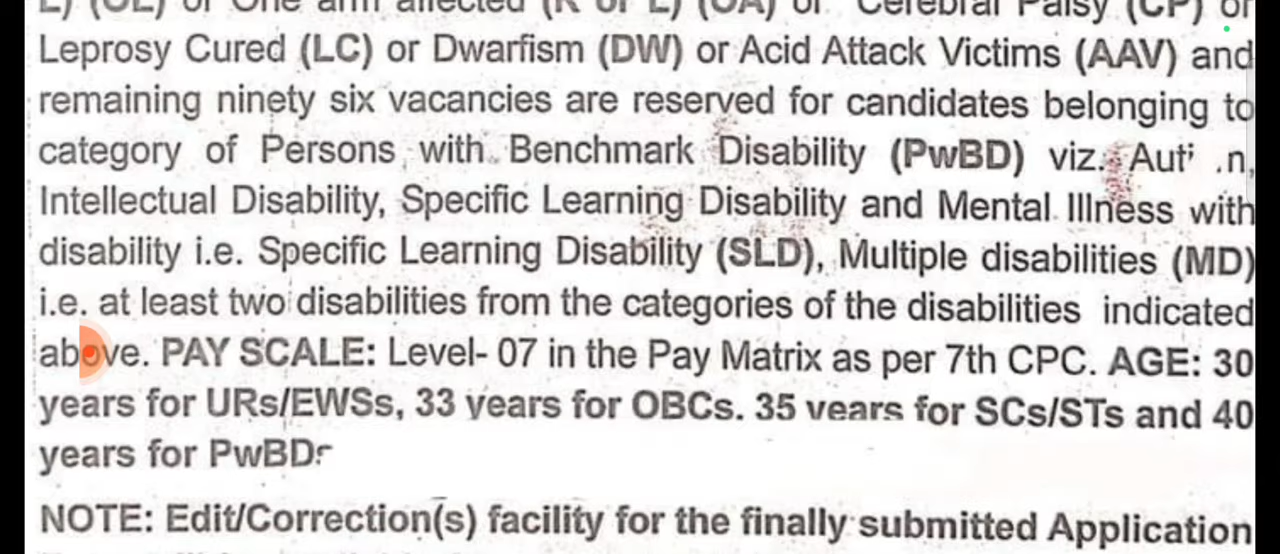 L) (OL) or One arm affected (R or L) (OA) or Cerebral Palsy (CP) or
Leprosy Cured (LC) or Dwarfism (DW) or Acid Attack Victims (AAV) and
remaining ninety six vacancies are reserved for candidates belonging to
category of Persons with Benchmark Disability (PwBD) viz.
Intellectual Disability, Specific Learning Disability and Mental Illness with
disability i.e. Specific Learning Disability (SLD), Multiple disabilities (MD)
i.e. at least two disabilities from the categories of the disabilities indicated
above. PAY SCALE: Level- 07 in the Pay Matrix as per 7th CPC. AGE: 30
years for URs/EWSs, 33 years for OBCs. 35 years for SCs/STs and 40
years for PwBDs
NOTE: Edit/Correction(s) facility for the finally submitted Application